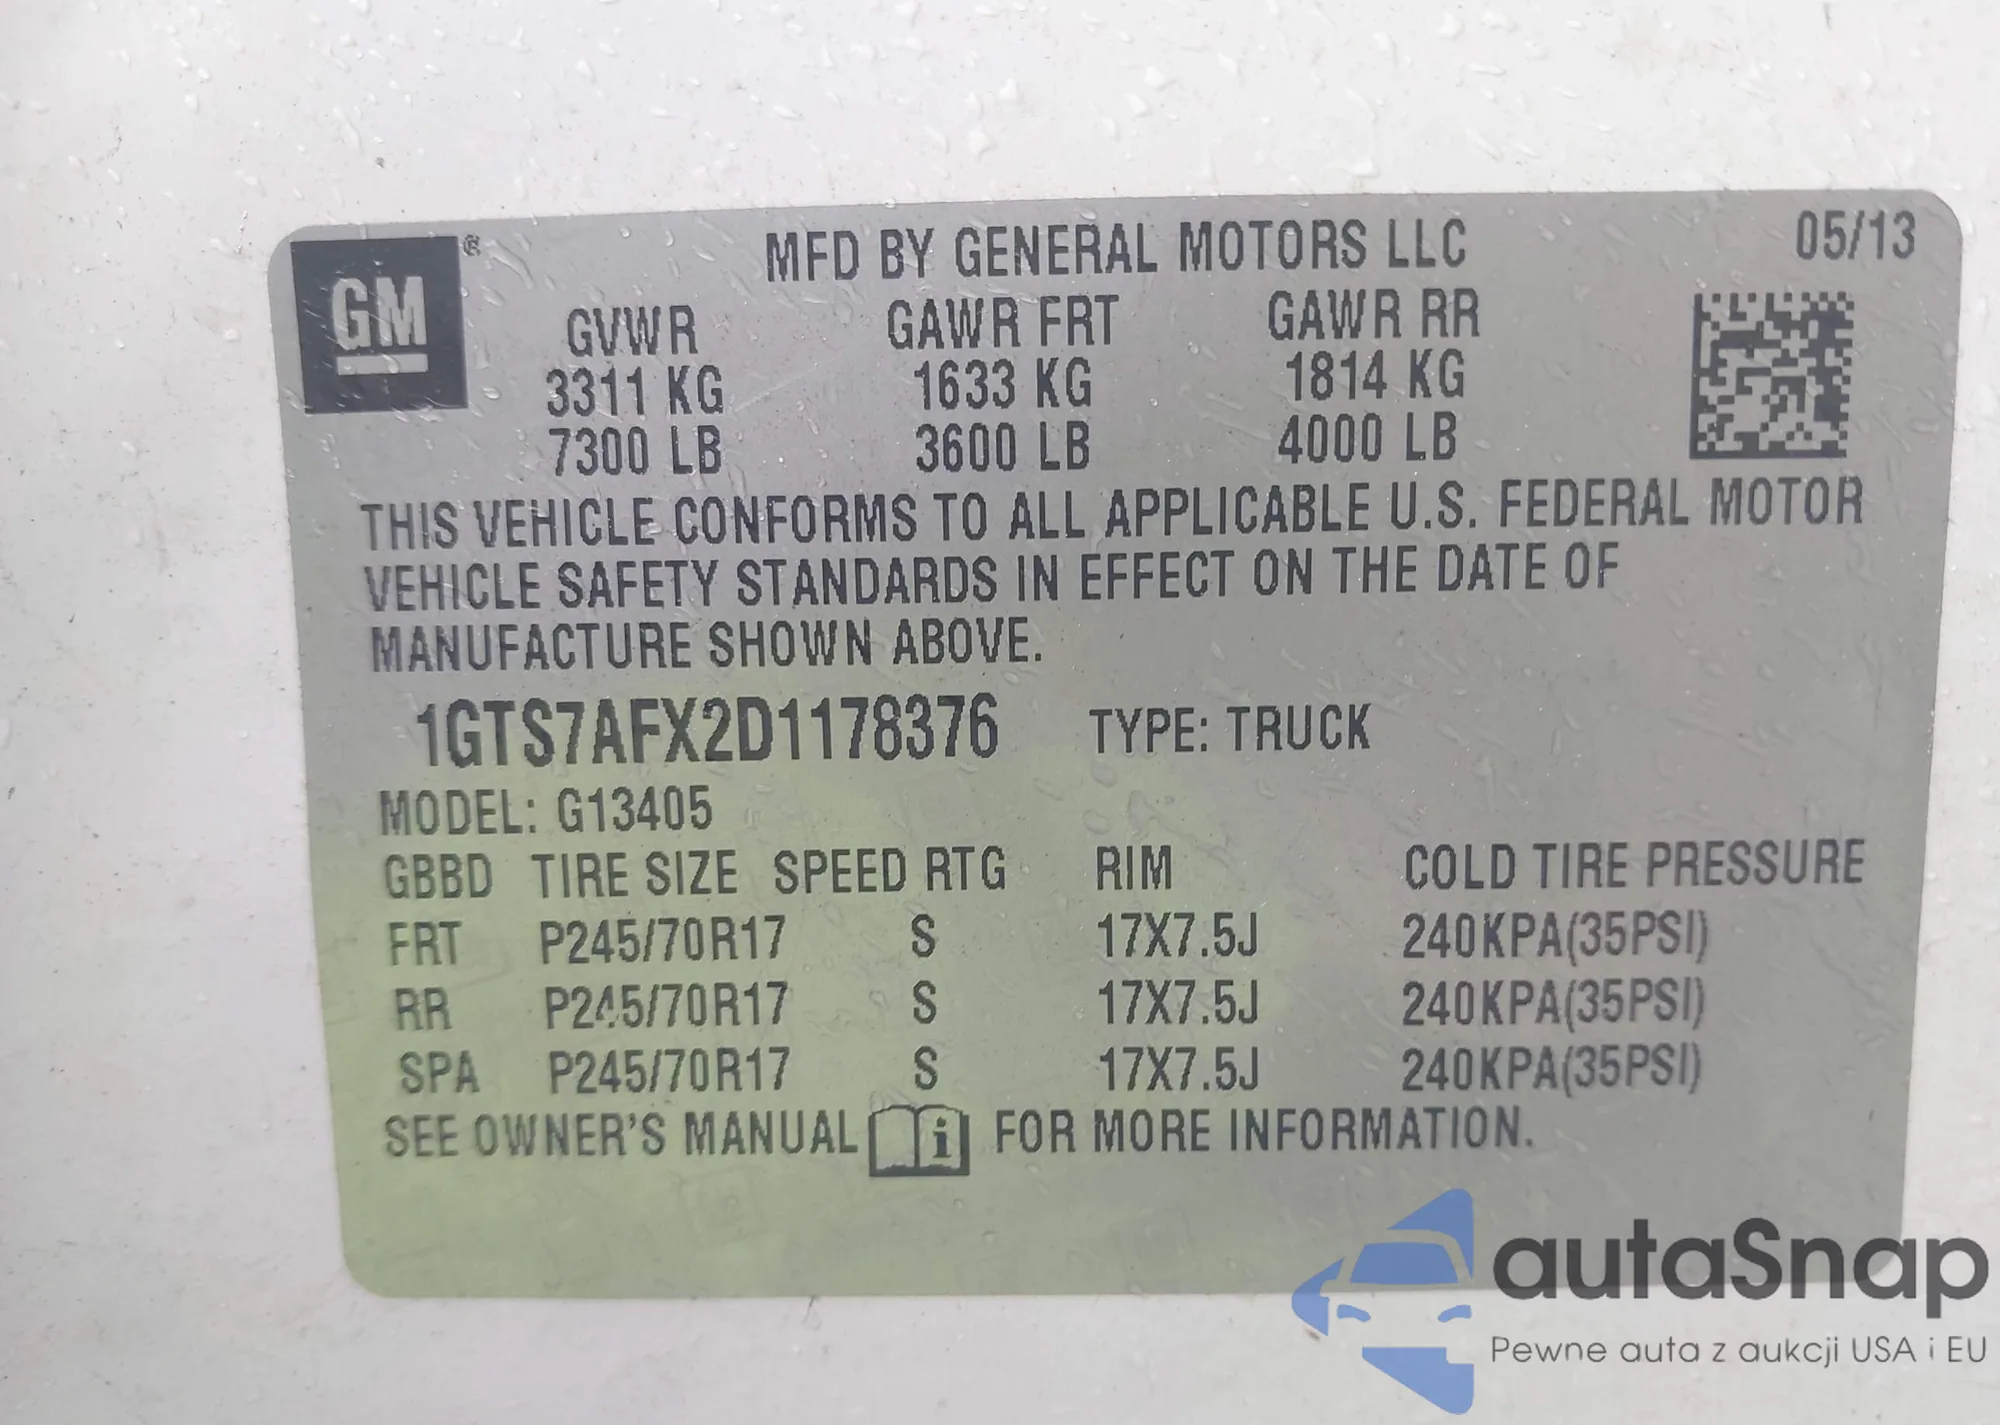 GM ®
MFD BY GENERAL MOTORS LLC 05/13
GVWR GAWR FRT GAWR RR
3311 KG 1633 KG 1814 KG
7300 LB 3600 LB 4000 LB
THIS VEHICLE CONFORMS TO ALL APPLICABLE U.S. FEDERAL MOTOR
VEHICLE SAFETY STANDARDS IN EFFECT ON THE DATE OF
MANUFACTURE SHOWN ABOVE.
1GTS7AFX2D1178376 TYPE: TRUCK
MODEL: G13405
GBBD TIRE SIZE SPEED RTG RIM COLD TIRE PRESSURE
FRT P245/70R17 S 17X7.5J 240KPA(35PSI)
RR P245/70R17 S 17X7.5J 240KPA(35PSI)
SPA P245/70R17 S 17X7.5J 240KPA(35PSI)
SEE OWNER'S MANUAL i FOR MORE INFORMATION.
autaSnap
Pewne auta z aukcji USA i EU